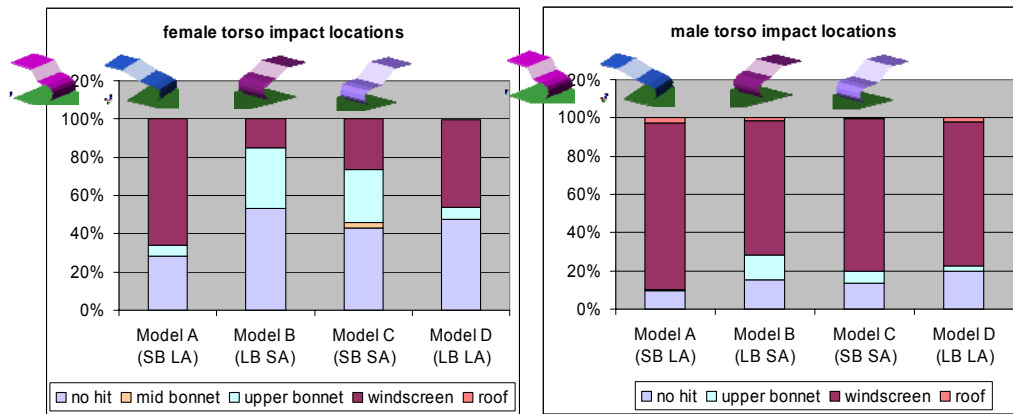 female torso impact locations
120%
100%
80%
60%
40%
20%
0%
Model A Model B Model C Model D
(SB LA) (LB SA) (SB SA) (LB LA)
no hit mid bonnet upper bonnet windscreen roof
male torso impact locations
120%
100%
80%
60%
40%
20%
0%
Model A Model B Model C Model D
(SB LA) (LB SA) (SB SA) (LB LA)
no hit upper bonnet windscreen roof